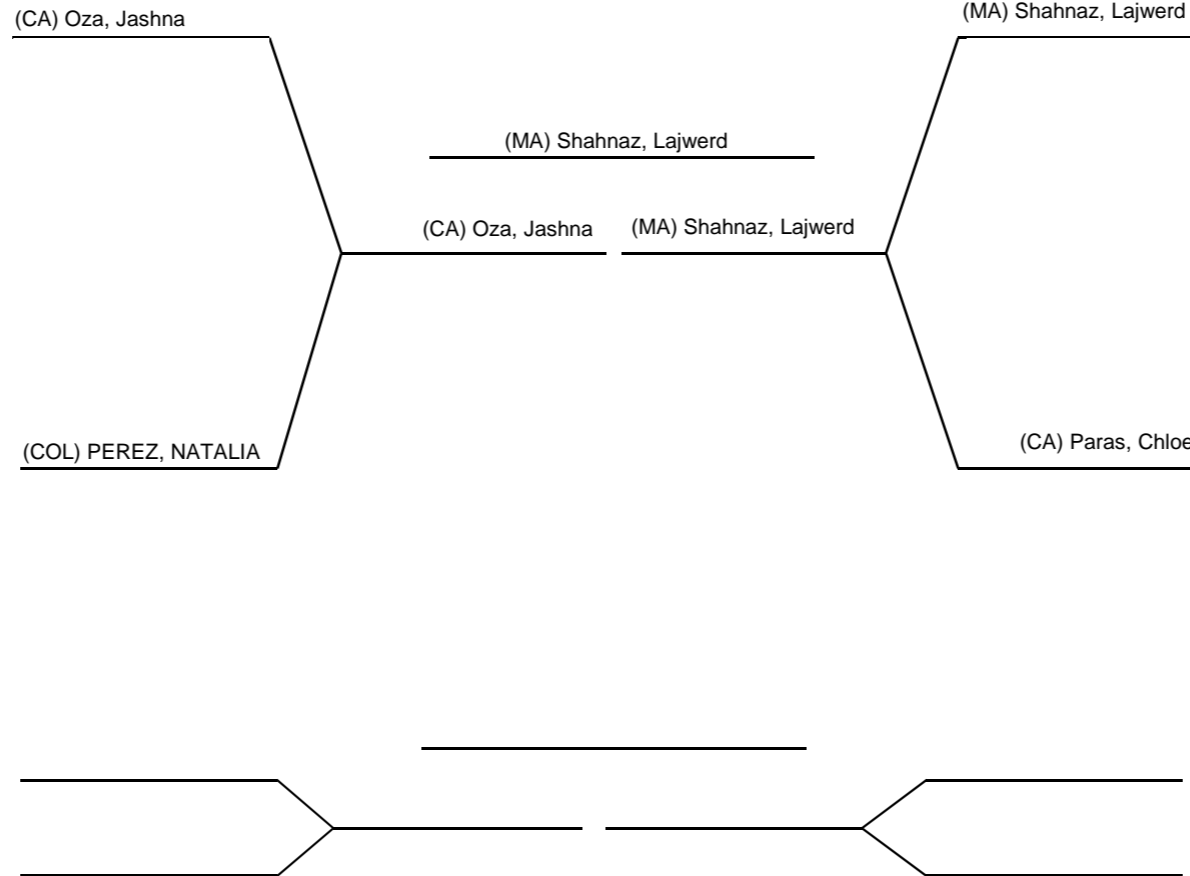 (CA) Oza, Jashna
(MA) Shahnaz, Lajwerd
(MA) Shahnaz, Lajwerd
(CA) Oza, Jashna
(MA) Shahnaz, Lajwerd
(COL) PEREZ, NATALIA
(CA) Paras, Chloe